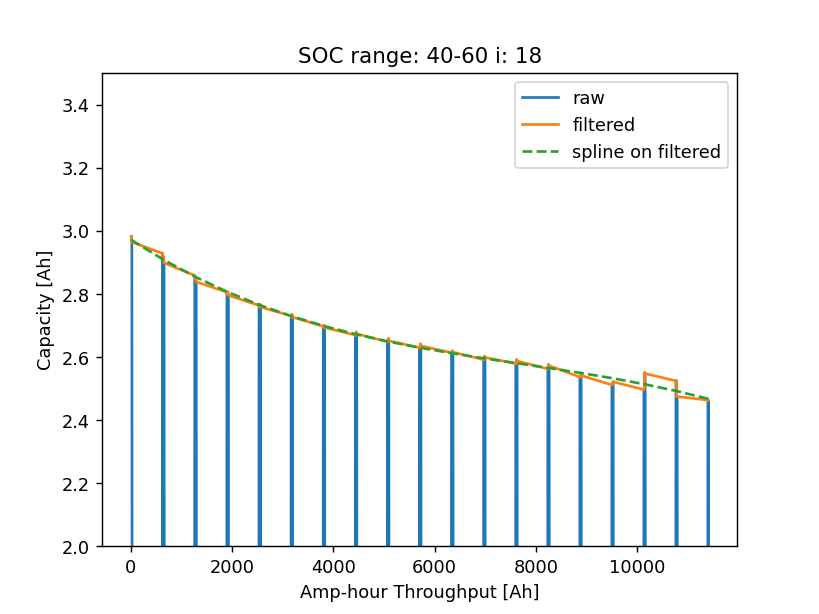 SOC range: 40-60 i: 18
raw
filtered
spline on filtered
Capacity [Ah]
3.4
3.2
3.0
2.8
2.6
2.4
2.2
2.0
0 2000 4000 6000 8000 10000
Amp-hour Throughput [Ah]